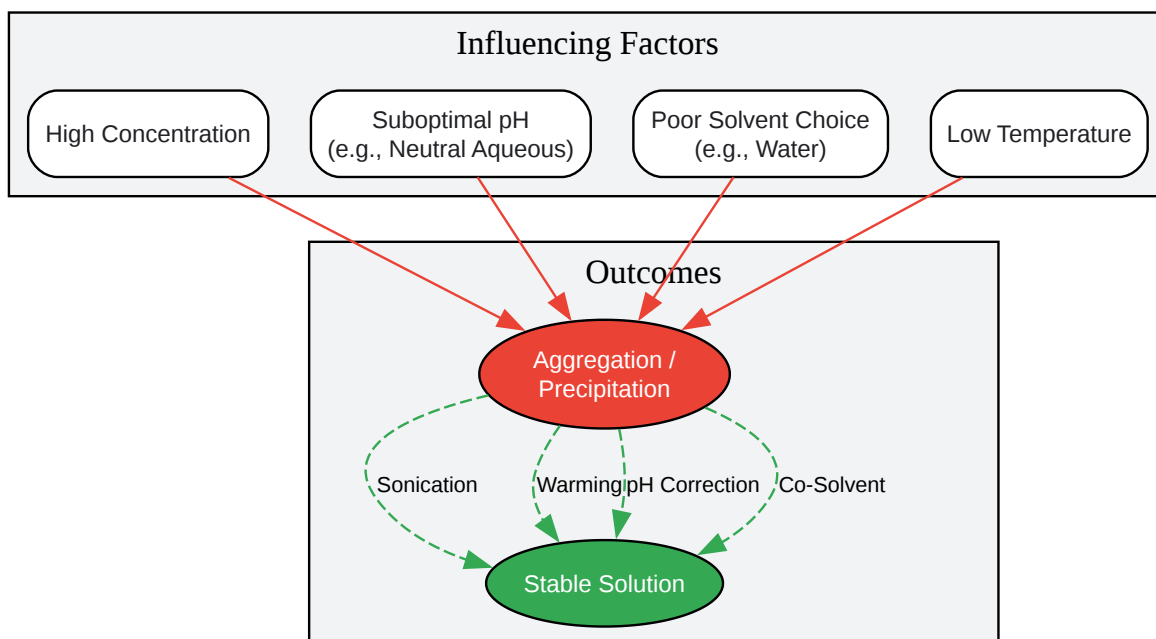 Influencing Factors
High Concentration
Suboptimal pH
(e.g., Neutral Aqueous)
Poor Solvent Choice
(e.g., Water)
Low Temperature
Outcomes
Aggregation /
Precipitation
Sonication
Warming
pH Correction
Co-Solvent
Stable Solution